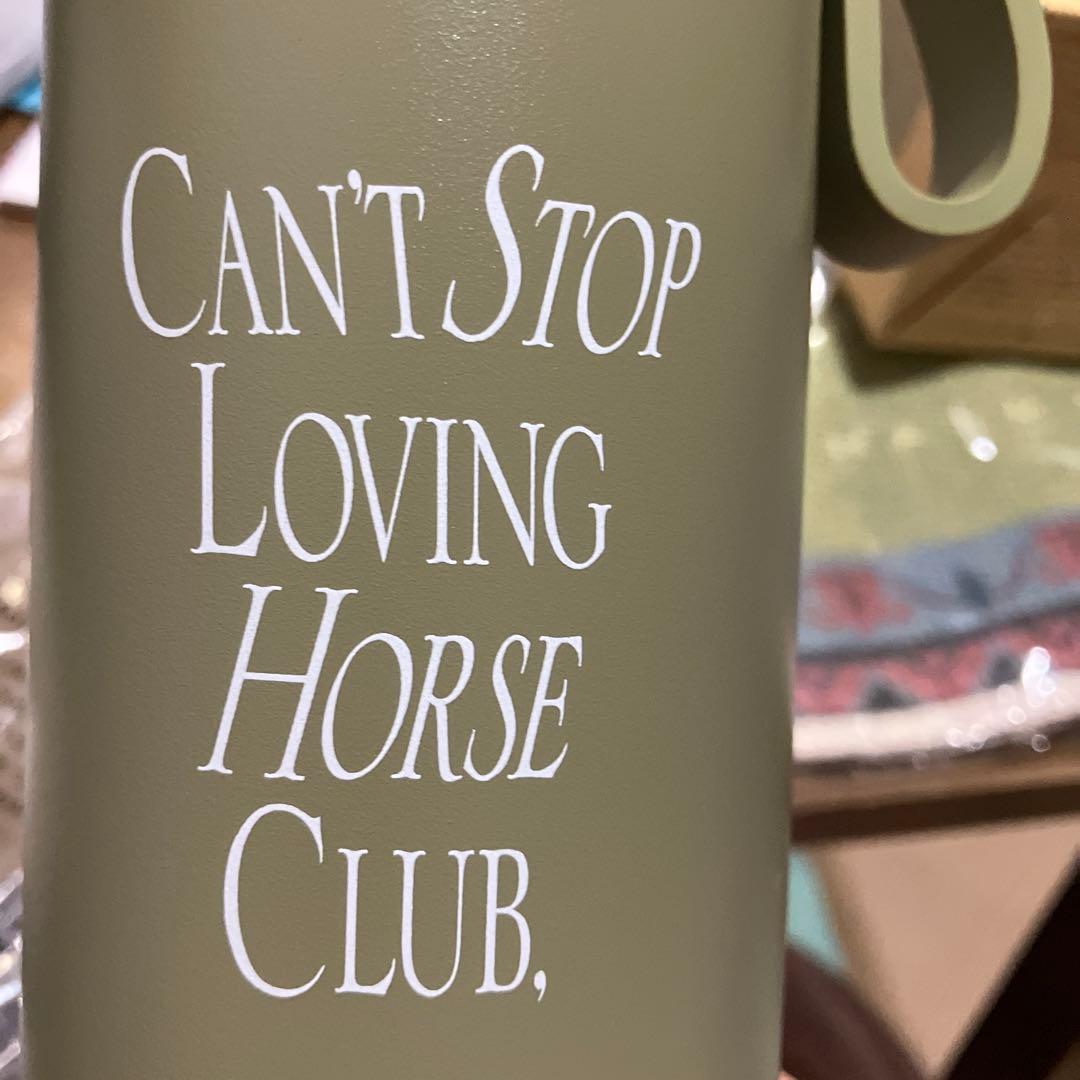 CAN'T STOP
LOVING
HORSE
CLUB,